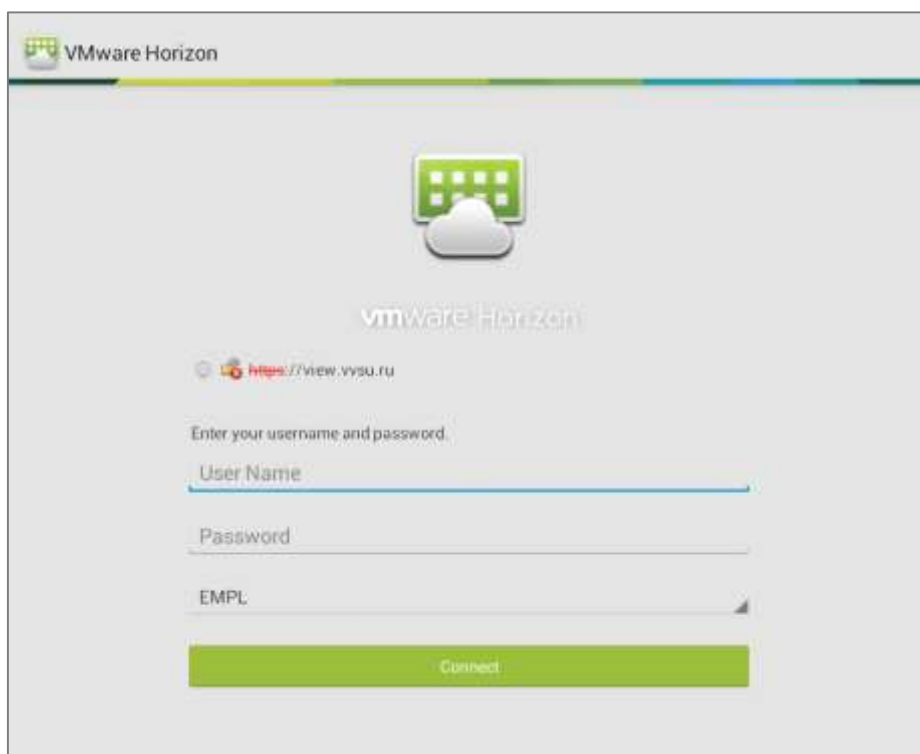 VMware Horizon
vmware Horizon
https://view.vvsu.ru
Enter your username and password.
User Name
Password
EMPL
Connect